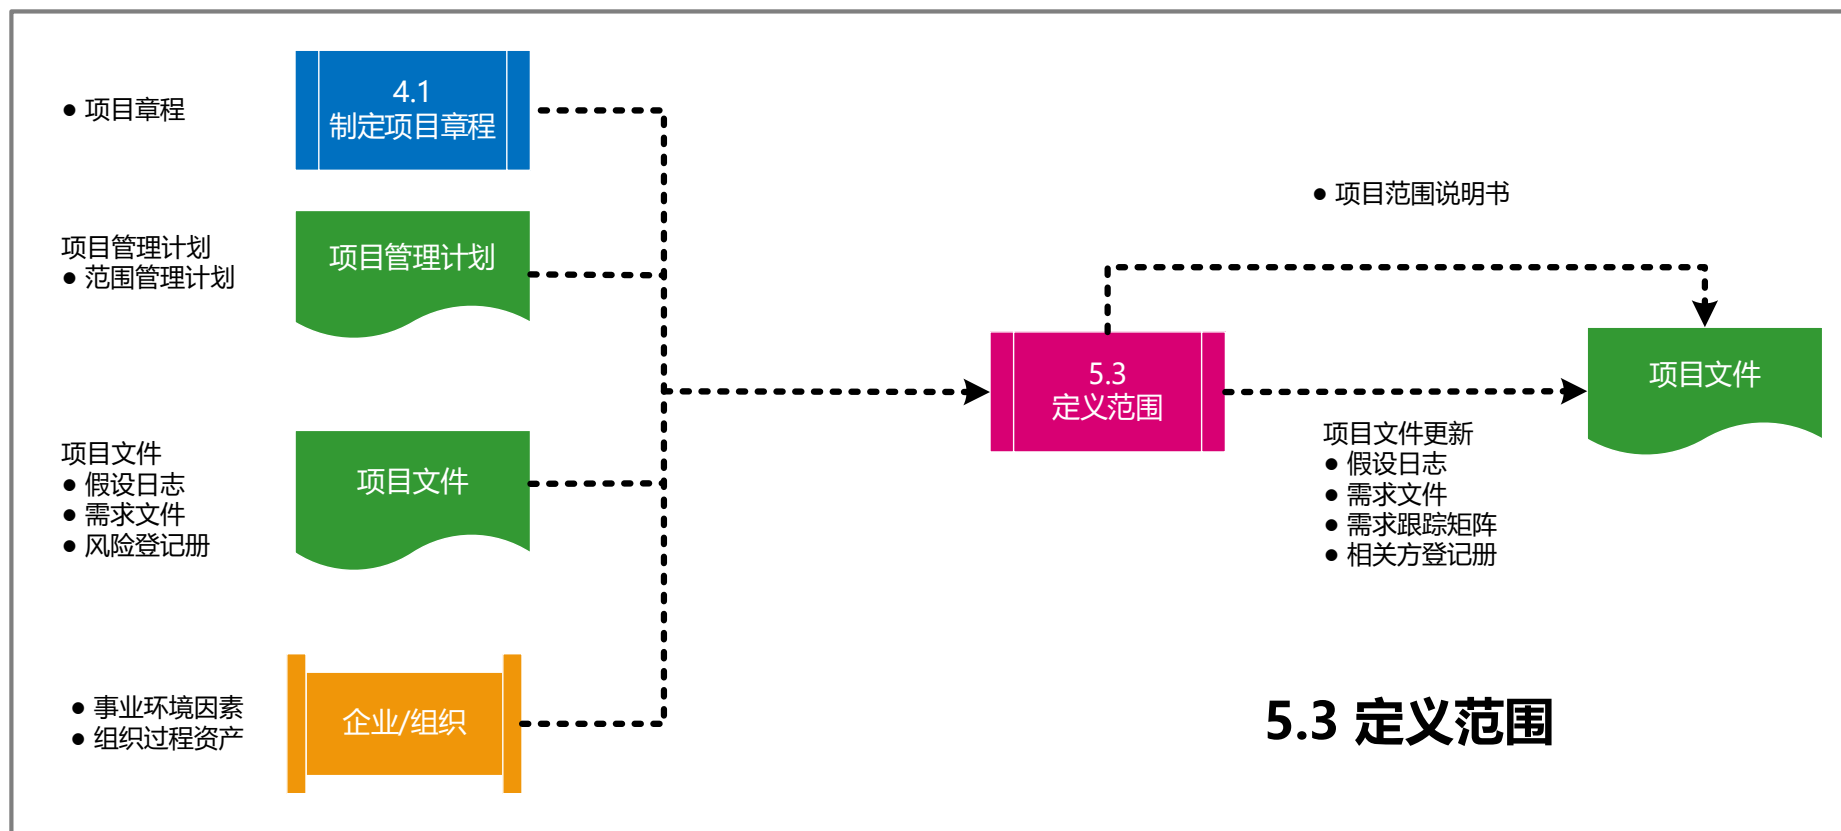 ● 项目章程
4.1
制定项目章程
项目管理计划
● 范围管理计划
项目管理计划
项目文件
● 假设日志
● 需求文件
● 风险登记册
项目文件
● 事业环境因素
● 组织过程资产
企业/组织
5.3
定义范围
● 项目范围说明书
项目文件
项目文件更新
● 假设日志
● 需求文件
● 需求跟踪矩阵
● 相关方登记册
5.3 定义范围